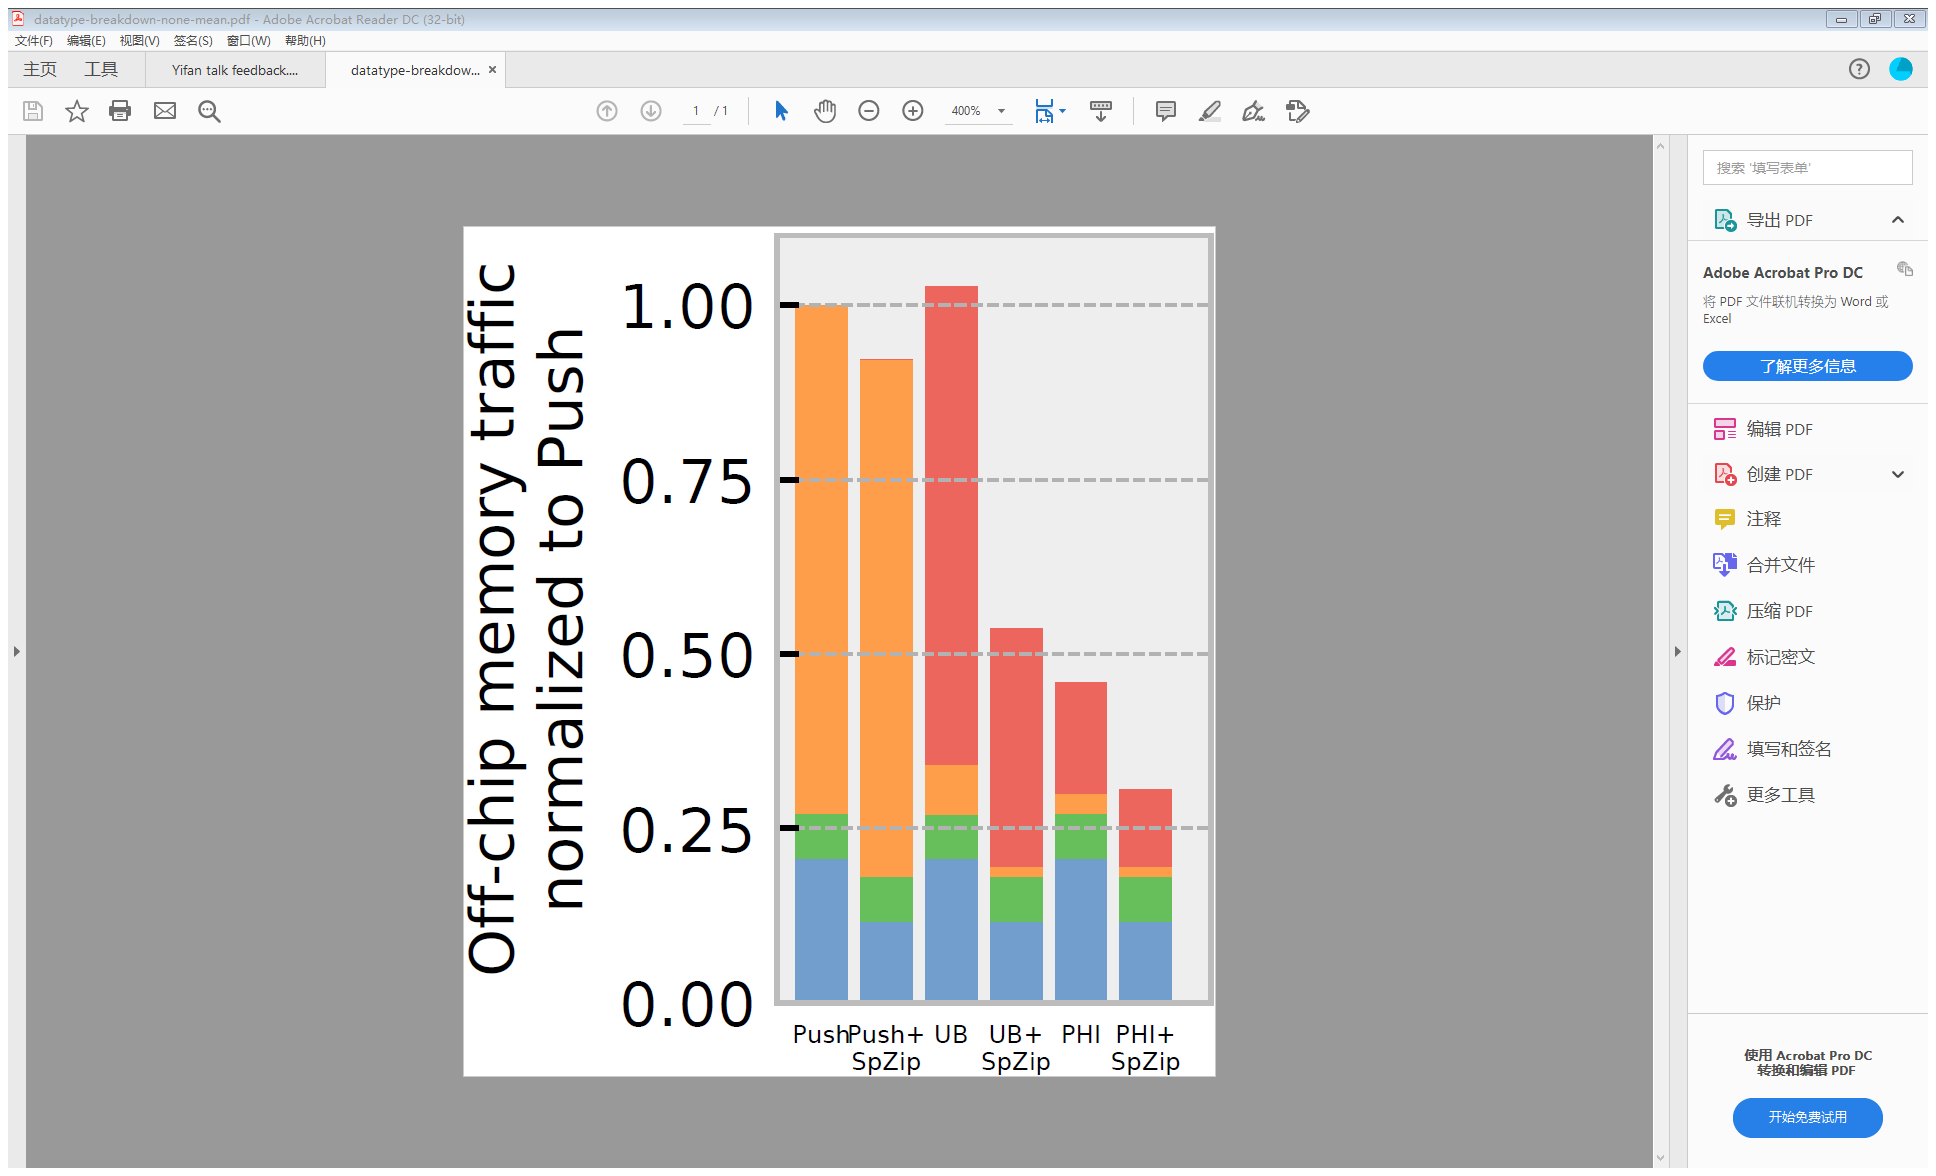 datatype-breakdown-none-mean.pdf - Adobe Acrobat Reader DC (32-bit)
文件(F) 编辑(E) 视图(V) 签名(S) 窗口(W) 帮助(H)
主页 工具 Yifan talk feedback.... datatype-breakdow... ×
1 / 1 400%
搜索 '填写表单'
导出 PDF
Adobe Acrobat Pro DC
将 PDF 文件联机转换为 Word 或
Excel
了解更多信息
编辑 PDF
创建 PDF
注释
合并文件
压缩 PDF
标记密文
保护
填写和签名
更多工具
使用 Acrobat Pro DC
转换和编辑 PDF
开始免费试用
Off-chip memory traffic
normalized to Push
1.00
0.75
0.50
0.25
0.00
Push Push+ UB UB+ PHI PHI+
SpZip SpZip SpZip